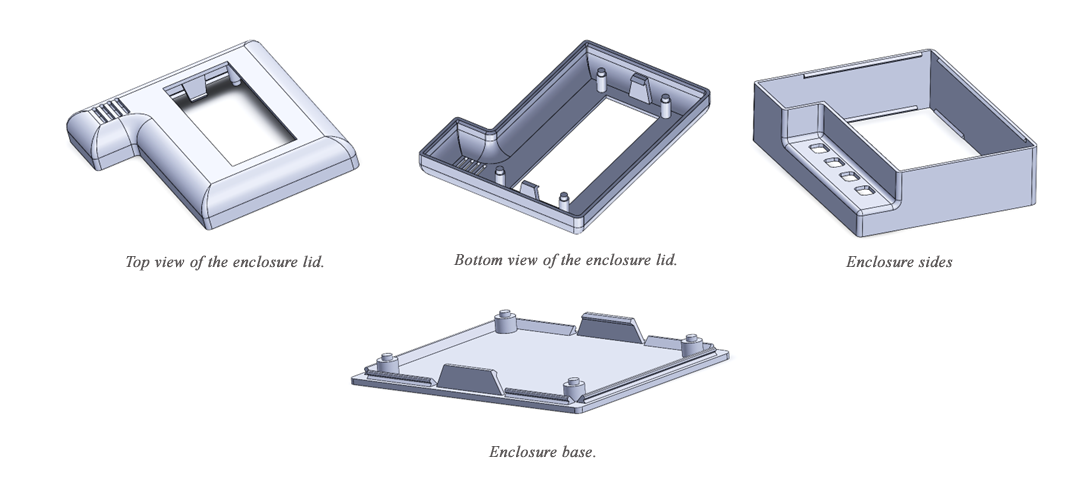 Top view of the enclosure lid.
Bottom view of the enclosure lid.
Enclosure sides
Enclosure base.